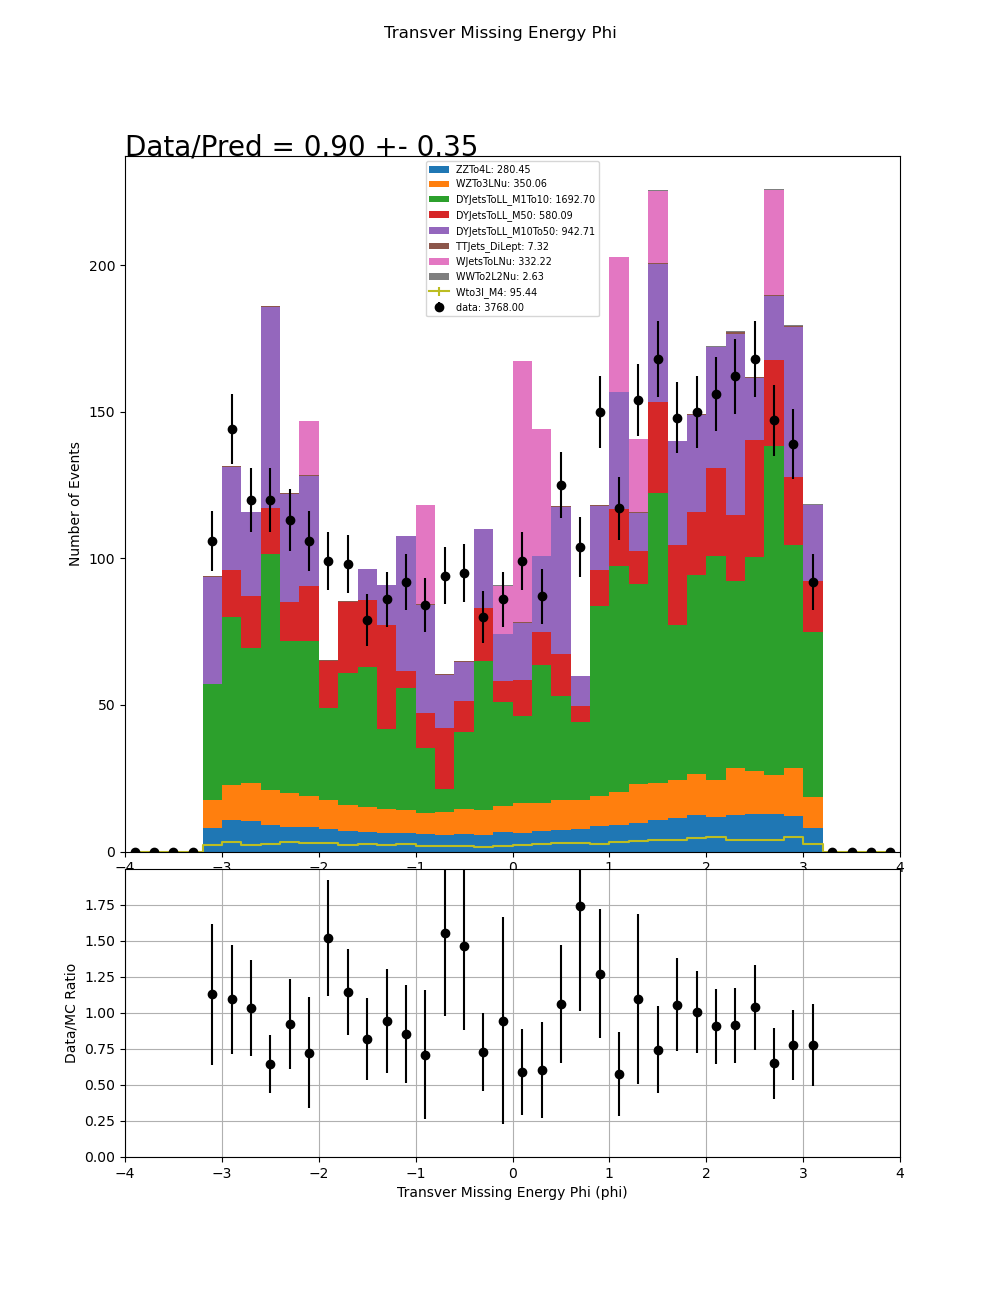 Transver Missing Energy Phi
Data/Pred = 0.90 +- 0.35
ZZTo4L: 280.45
WZTo3LNu: 350.06
DYJetsToLL_M1To10: 1692.70
DYJetsToLL_M50: 580.09
DYJetsToLL_M10To50: 942.71
TTJets_DiLept: 7.32
WJetsToLNu: 332.22
WWTo2L2Nu: 2.63
Wto3l_M4: 95.44
data: 3768.00
Number of Events
200
150
100
50
0
−4 −3 −2 −1 0 1 2 3 4
Data/MC Ratio
1.75
1.50
1.25
1.00
0.75
0.50
0.25
0.00
−4 −3 −2 −1 0 1 2 3 4
Transver Missing Energy Phi (phi)